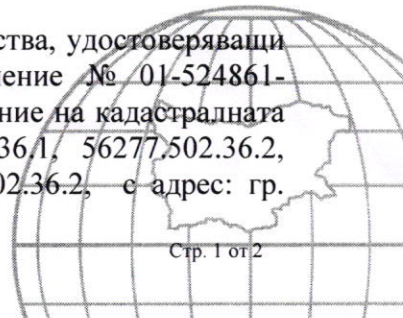 ства, удостоверяващи
ение № 01-524861-
ние на кадастралната
36.1, 56277.502.36.2,
02.36.2, с адрес: гр.
Стр. 1 от 2